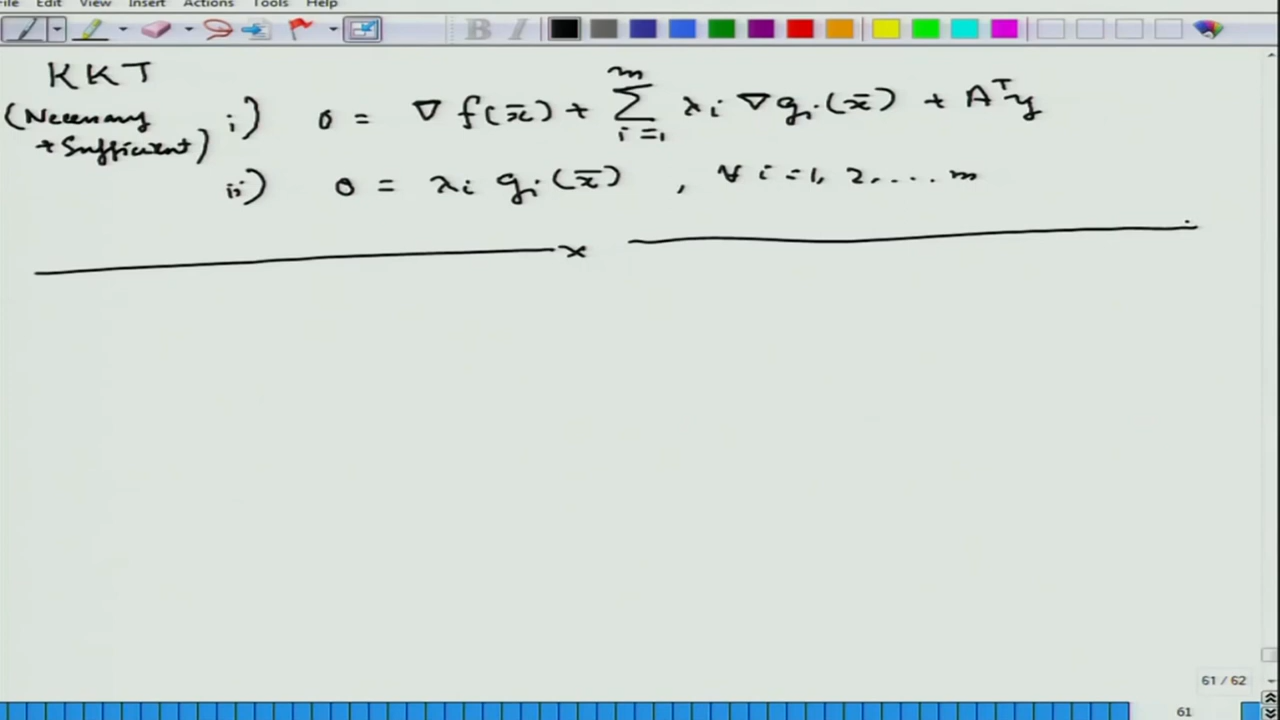 File Edit View Insert Actions Tools Help
B I
KKT
(Necessary + Sufficient)
i) 0 = ∇ f(x̄) + Σ_{i=1}^{m} λ_i ∇ g_i(x̄) + A^T y
ii) 0 = λ_i g_i(x̄) , ∀ i = 1, 2, .... m
x
61 / 62
61